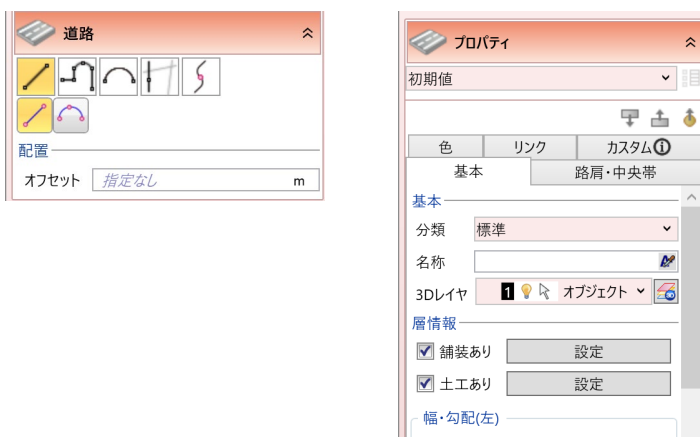 道路
配置
オフセット 指定なし m
プロパティ
初期値
色 リンク カスタム
基本 路肩・中央帯
基本
分類 標準
名称
3Dレイヤ 1 オブジェクト
層情報
舗装あり 設定
土工あり 設定
幅・勾配(左)